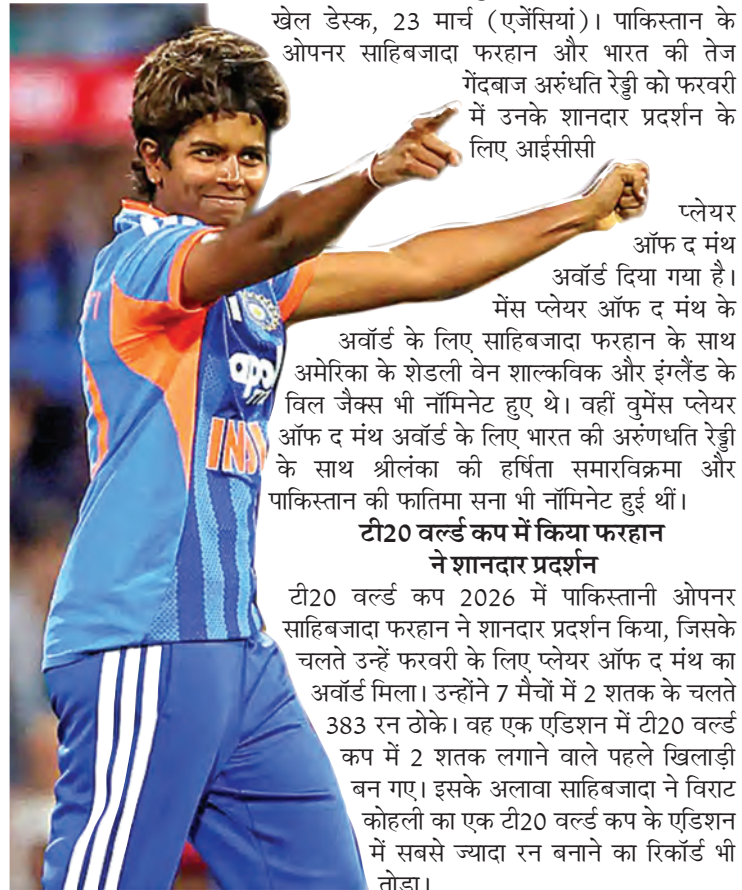 खेल डेस्क, 23 मार्च (एजेंसियां)। पाकिस्तान के
ओपनर साहिबजादा फरहान और भारत की तेज
गेंदबाज अरुंधति रेड्डी को फरवरी
में उनके शानदार प्रदर्शन के
लिए आईसीसी
प्लेयर
ऑफ द मंथ
अवॉर्ड दिया गया है।
मेंस प्लेयर ऑफ द मंथ के
अवॉर्ड के लिए साहिबजादा फरहान के साथ
अमेरिका के शेडली वेन शाल्कविक और इंग्लैंड के
विल जैक्स भी नॉमिनेट हुए थे। वहीं वुमेंस प्लेयर
ऑफ द मंथ अवॉर्ड के लिए भारत की अरुंणधति रेड्डी
के साथ श्रीलंका की हर्षिता समारविक्रमा और
पाकिस्तान की फातिमा सना भी नॉमिनेट हुई थीं।
टी20 वर्ल्ड कप में किया फरहान
ने शानदार प्रदर्शन
टी20 वर्ल्ड कप 2026 में पाकिस्तानी ओपनर
साहिबजादा फरहान ने शानदार प्रदर्शन किया, जिसके
चलते उन्हें फरवरी के लिए प्लेयर ऑफ द मंथ का
अवॉर्ड मिला। उन्होंने 7 मैचों में 2 शतक के चलते
383 रन ठोके। वह एक एडिशन में टी20 वर्ल्ड
कप में 2 शतक लगाने वाले पहले खिलाड़ी
बन गए। इसके अलावा साहिबजादा ने विराट
कोहली का एक टी20 वर्ल्ड कप के एडिशन
में सबसे ज्यादा रन बनाने का रिकॉर्ड भी
तोड़ा।